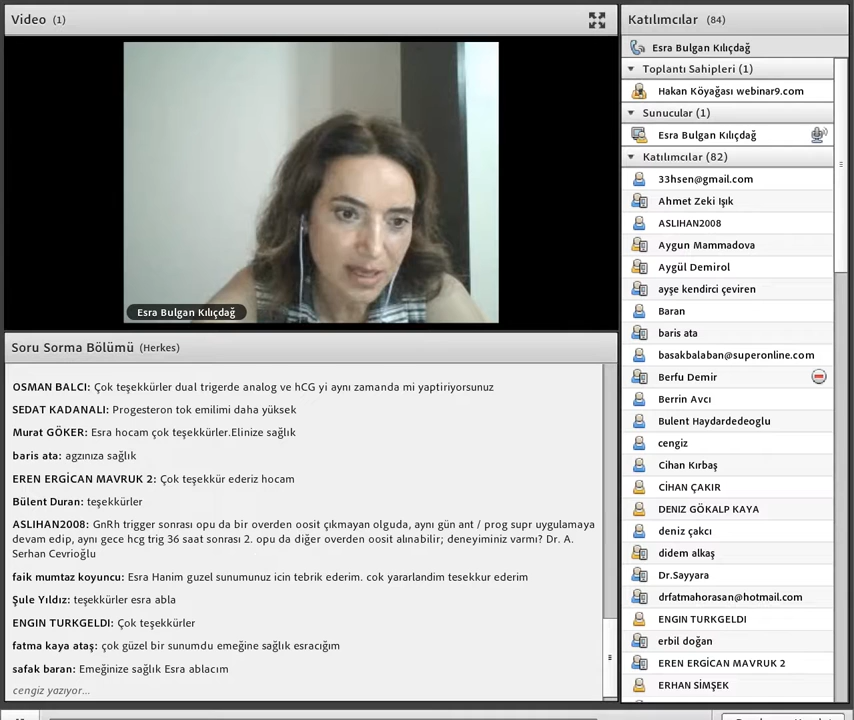 Video (1)
Esra Bulgan Kılıçdağ
Soru Sorma Bölümü (Herkes)
OSMAN BALCI: Çok teşekkürler dual trigerde analog ve hCG yi aynı zamanda mi yaptiriyorsunuz
SEDAT KADANALI: Progesteron tok emilimi daha yüksek
Murat GÖKER: Esra hocam çok teşekkürler.Elinize sağlık
baris ata: agzınıza sağlık
EREN ERGİCAN MAVRUK 2: Çok teşekkür ederiz hocam
Bülent Duran: teşekkürler
ASLIHAN2008: GnRh trigger sonrası opu da bir overden oosit çıkmayan olguda, aynı gün ant / prog supr uygulamaya
devam edip, aynı gece hcg trig 36 saat sonrası 2. opu da diğer overden oosit alınabilir; deneyiminiz varmı? Dr. A.
Serhan Cevrioğlu
faik mumtaz koyuncu: Esra Hanim guzel sunumunuz icin tebrik ederim. cok yararlandim tesekkur ederim
Şule Yıldız: teşekkürler esra abla
ENGIN TURKGELDI: Çok teşekkürler
fatma kaya ataş: çok güzel bir sunumdu emeğine sağlık esracığım
safak baran: Emeğinize sağlık Esra ablacım
cengiz yazıyor...
Katılımcılar (84)
Esra Bulgan Kılıçdağ
Toplantı Sahipleri (1)
Hakan Köyağası webinar9.com
Sunucular (1)
Esra Bulgan Kılıçdağ
Katılımcılar (82)
33hsen@gmail.com
Ahmet Zeki Işık
ASLIHAN2008
Aygun Mammadova
Aygül Demirol
ayşe kendirci çeviren
Baran
baris ata
basakbalaban@superonline.com
Berfu Demir
Berrin Avcı
Bulent Haydardedeoglu
cengiz
Cihan Kırbaş
CİHAN ÇAKIR
DENIZ GÖKALP KAYA
deniz çakcı
didem alkaş
Dr.Sayyara
drfatmahorasan@hotmail.com
ENGIN TURKGELDI
erbil doğan
EREN ERGİCAN MAVRUK 2
ERHAN SİMŞEK